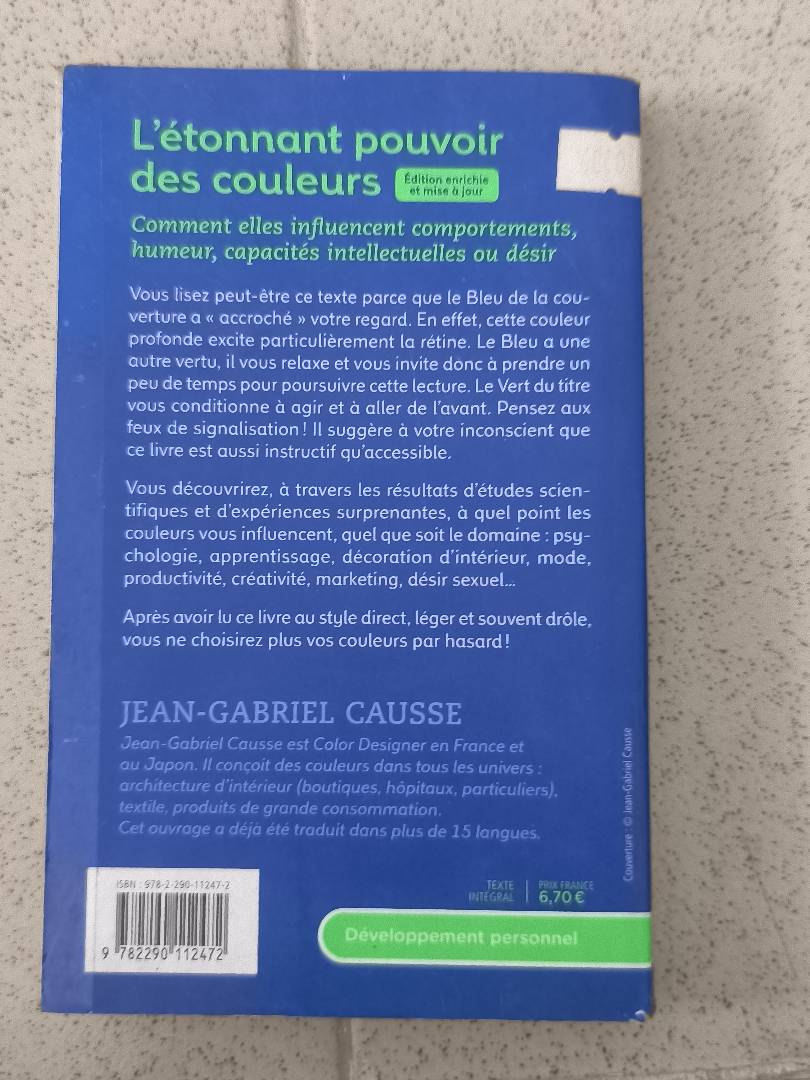 L'étonnant pouvoir
des couleurs
Édition enrichie
et mise à jour
Comment elles influencent comportements,
humeur, capacités intellectuelles ou désir
Vous lisez peut-être ce texte parce que le Bleu de la cou-
verture a « accroché » votre regard. En effet, cette couleur
profonde excite particulièrement la rétine. Le Bleu a une
autre vertu, il vous relaxe et vous invite donc à prendre un
peu de temps pour poursuivre cette lecture. Le Vert du titre
vous conditionne à agir et à aller de l'avant. Pensez aux
feux de signalisation ! Il suggère à votre inconscient que
ce livre est aussi instructif qu'accessible.
Vous découvrirez, à travers les résultats d'études scien-
tifiques et d'expériences surprenantes, à quel point les
couleurs vous influencent, quel que soit le domaine : psy-
chologie, apprentissage, décoration d'intérieur, mode,
productivité, créativité, marketing, désir sexuel...
Après avoir lu ce livre au style direct, léger et souvent drôle,
vous ne choisirez plus vos couleurs par hasard !
JEAN-GABRIEL CAUSSE
Jean-Gabriel Causse est Color Designer en France et
au Japon. Il conçoit des couleurs dans tous les univers :
architecture d'intérieur (boutiques, hôpitaux, particuliers),
textile, produits de grande consommation.
Cet ouvrage a déjà été traduit dans plus de 15 langues.
Couverture : © Jean-Gabriel Causse
ISBN : 978-2-290-11247-2
9 782290 112472
TEXTE
INTÉGRAL
PRIX FRANCE
6,70 €
Développement personnel